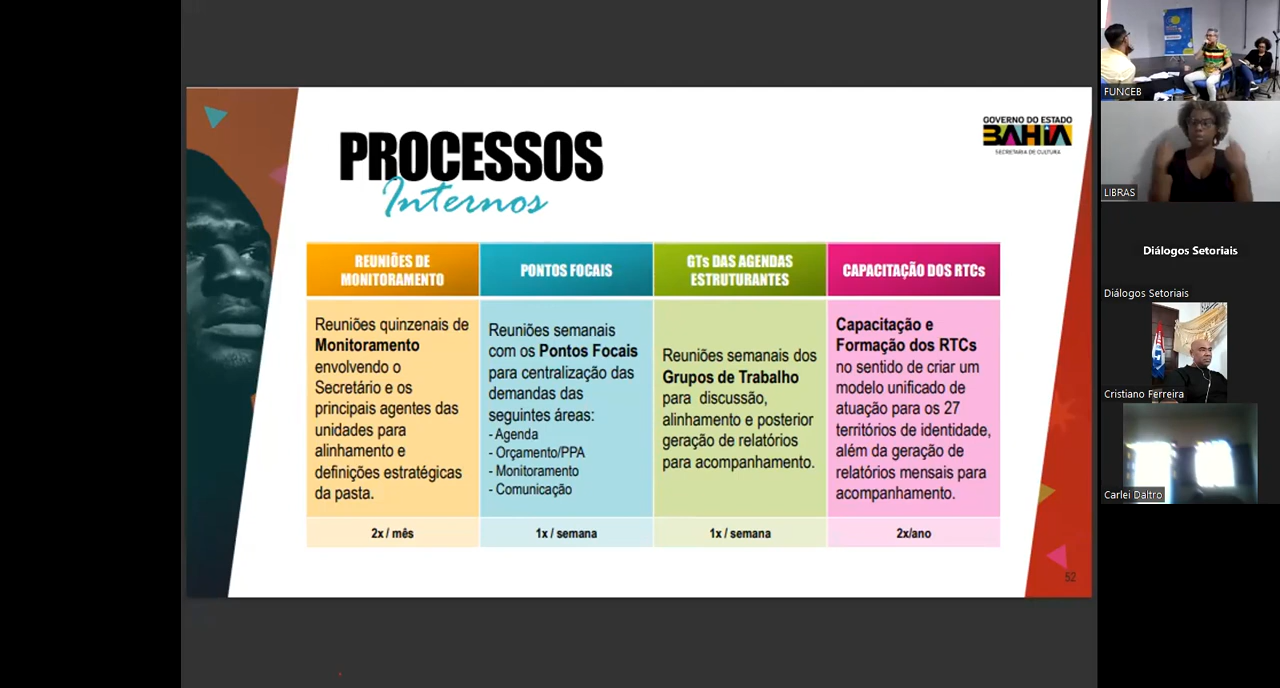 PROCESSOS
Internos
GOVERNO DO ESTADO
BAHIA
SECRETARIA DE CULTURA
REUNIÕES DE
MONITORAMENTO
Reuniões quinzenais de
Monitoramento
envolvendo o
Secretário e os
principais agentes das
unidades para
alinhamento e
definições estratégicas
da pasta.
2x / mês
PONTOS FOCAIS
Reuniões semanais
com os Pontos Focais
para centralização das
demandas das
seguintes áreas:
- Agenda
- Orçamento/PPA
- Monitoramento
- Comunicação
1x / semana
GTs DAS AGENDAS
ESTRUTURANTES
Reuniões semanais dos
Grupos de Trabalho
para discussão,
alinhamento e posterior
geração de relatórios
para acompanhamento.
1x / semana
CAPACITAÇÃO DOS RTCs
Capacitação e
Formação dos RTCs
no sentido de criar um
modelo unificado de
atuação para os 27
territórios de identidade,
além da geração de
relatórios mensais para
acompanhamento.
2x/ano
52
FUNCEB
LIBRAS
Diálogos Setoriais
Diálogos Setoriais
Cristiano Ferreira
Carlei Daltro